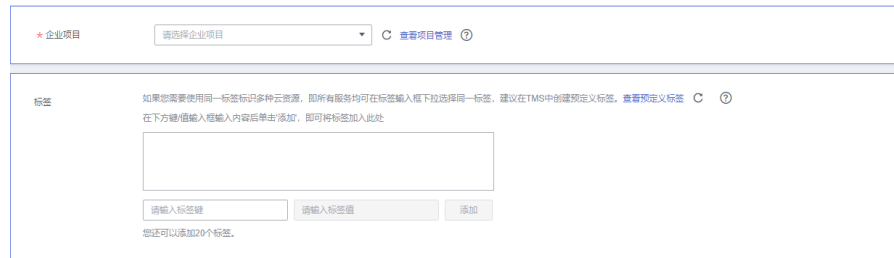 * 企业项目 请选择企业项目 查看项目管理 ?
标签 如果您需要使用同一标签标识多种云资源，即所有服务均可在标签输入框下拉选择同一标签，建议在TMS中创建预定义标签。查看预定义标签 ?
在下方键/值输入框输入内容后单击'添加'，即可将标签加入此处
请输入标签键 请输入标签值 添加
您还可以添加20个标签。